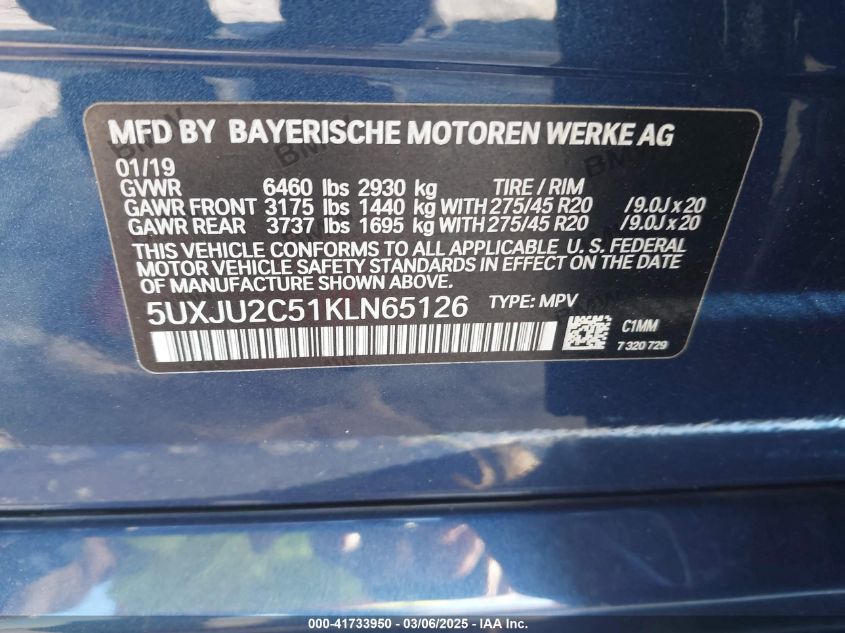 MFD BY BAYERISCHE MOTOREN WERKE AG
01/19
GVWR 6460 lbs 2930 kg TIRE / RIM
GAWR FRONT 3175 lbs 1440 kg WITH 275/45 R20 /9.0J x 20
GAWR REAR 3737 lbs 1695 kg WITH 275/45 R20 /9.0J x 20
THIS VEHICLE CONFORMS TO ALL APPLICABLE U. S. FEDERAL
MOTOR VEHICLE SAFETY STANDARDS IN EFFECT ON THE DATE
OF MANUFACTURE SHOWN ABOVE.
5UXJU2C51KLN65126 TYPE: MPV
C1MM
7 320 729
000-41733950 - 03/06/2025 - IAA Inc.